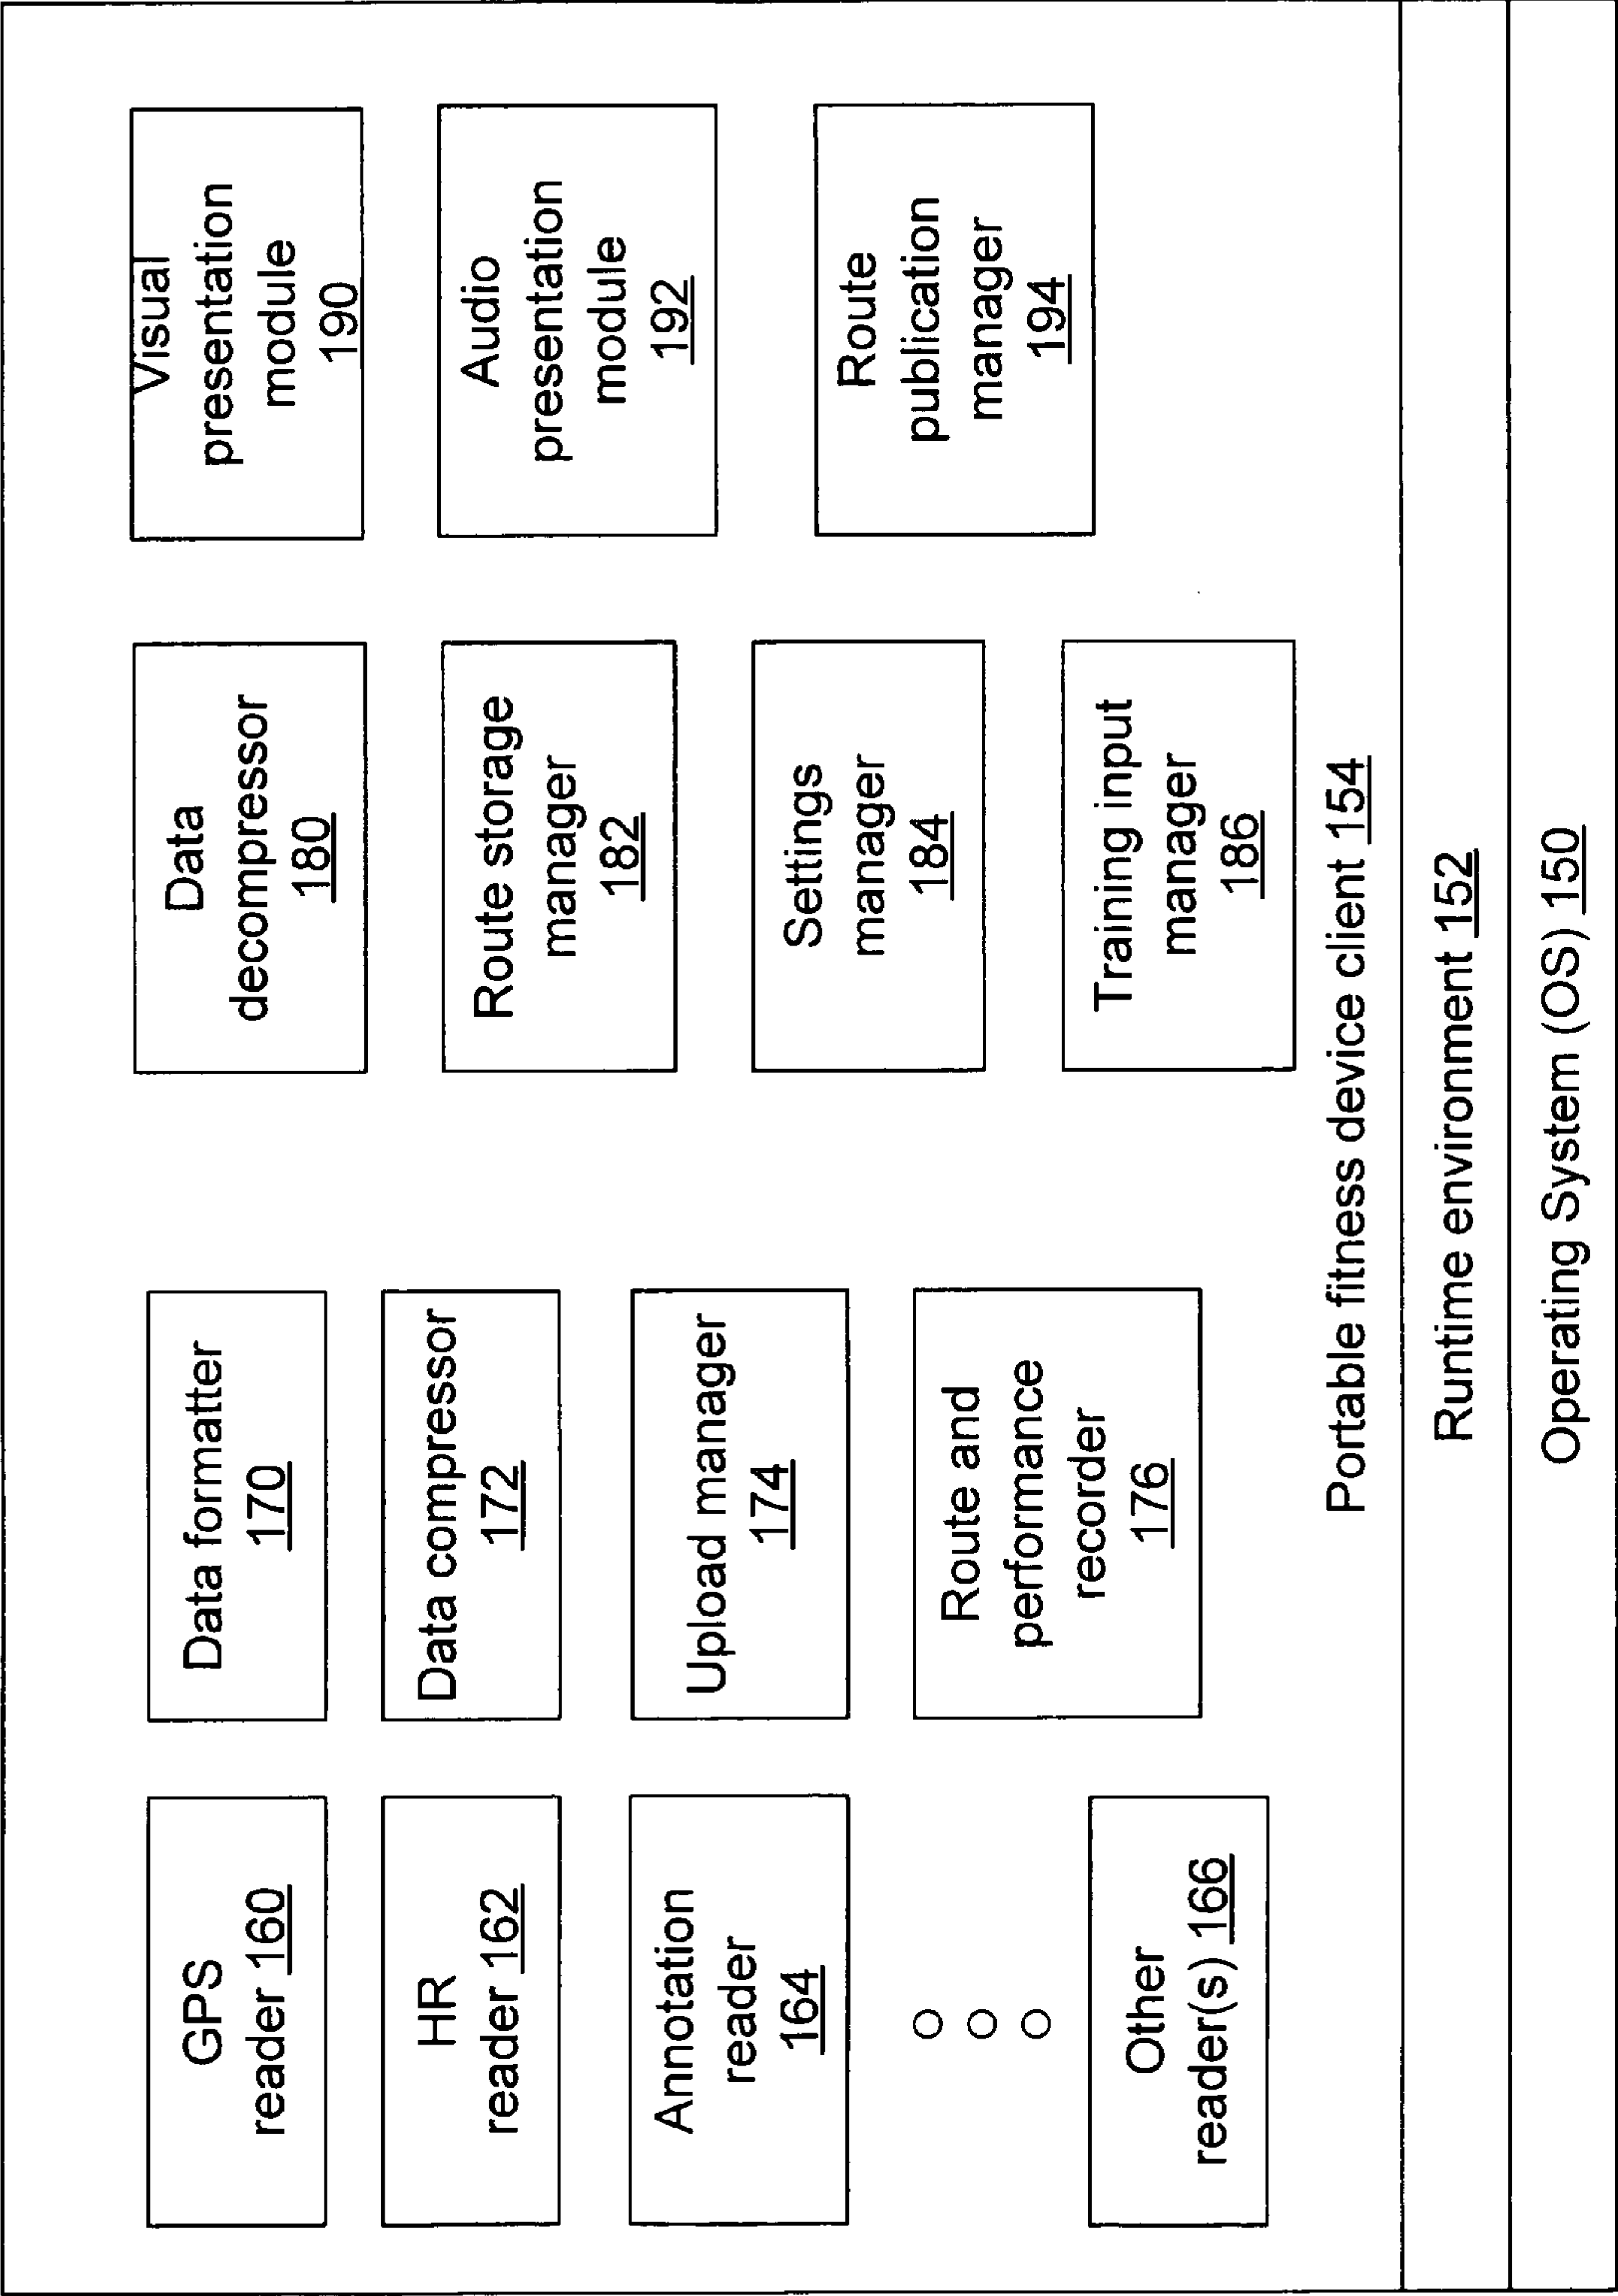 GPS
reader 160
HR
reader 162
Annotation
reader
164
Other
reader(s) 166
Data formatter
170
Data compressor
172
Upload manager
174
Route and
performance
recorder
176
Data
decompressor
180
Route storage
manager
182
Settings
manager
184
Training input
manager
186
Visual
presentation
module
190
Audio
presentation
module
192
Route
publication
manager
194
Portable fitness device client 154
Runtime environment 152
Operating System (OS) 150